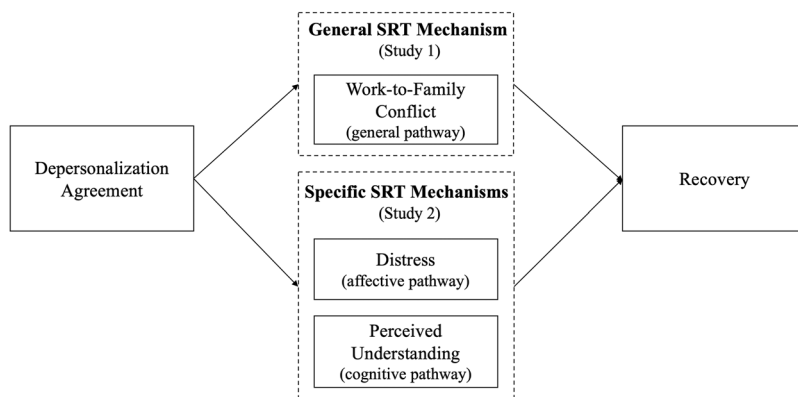 General SRT Mechanism
(Study 1)
Work-to-Family
Conflict
(general pathway)
Depersonalization
Agreement
Specific SRT Mechanisms
(Study 2)
Distress
(affective pathway)
Perceived
Understanding
(cognitive pathway)
Recovery